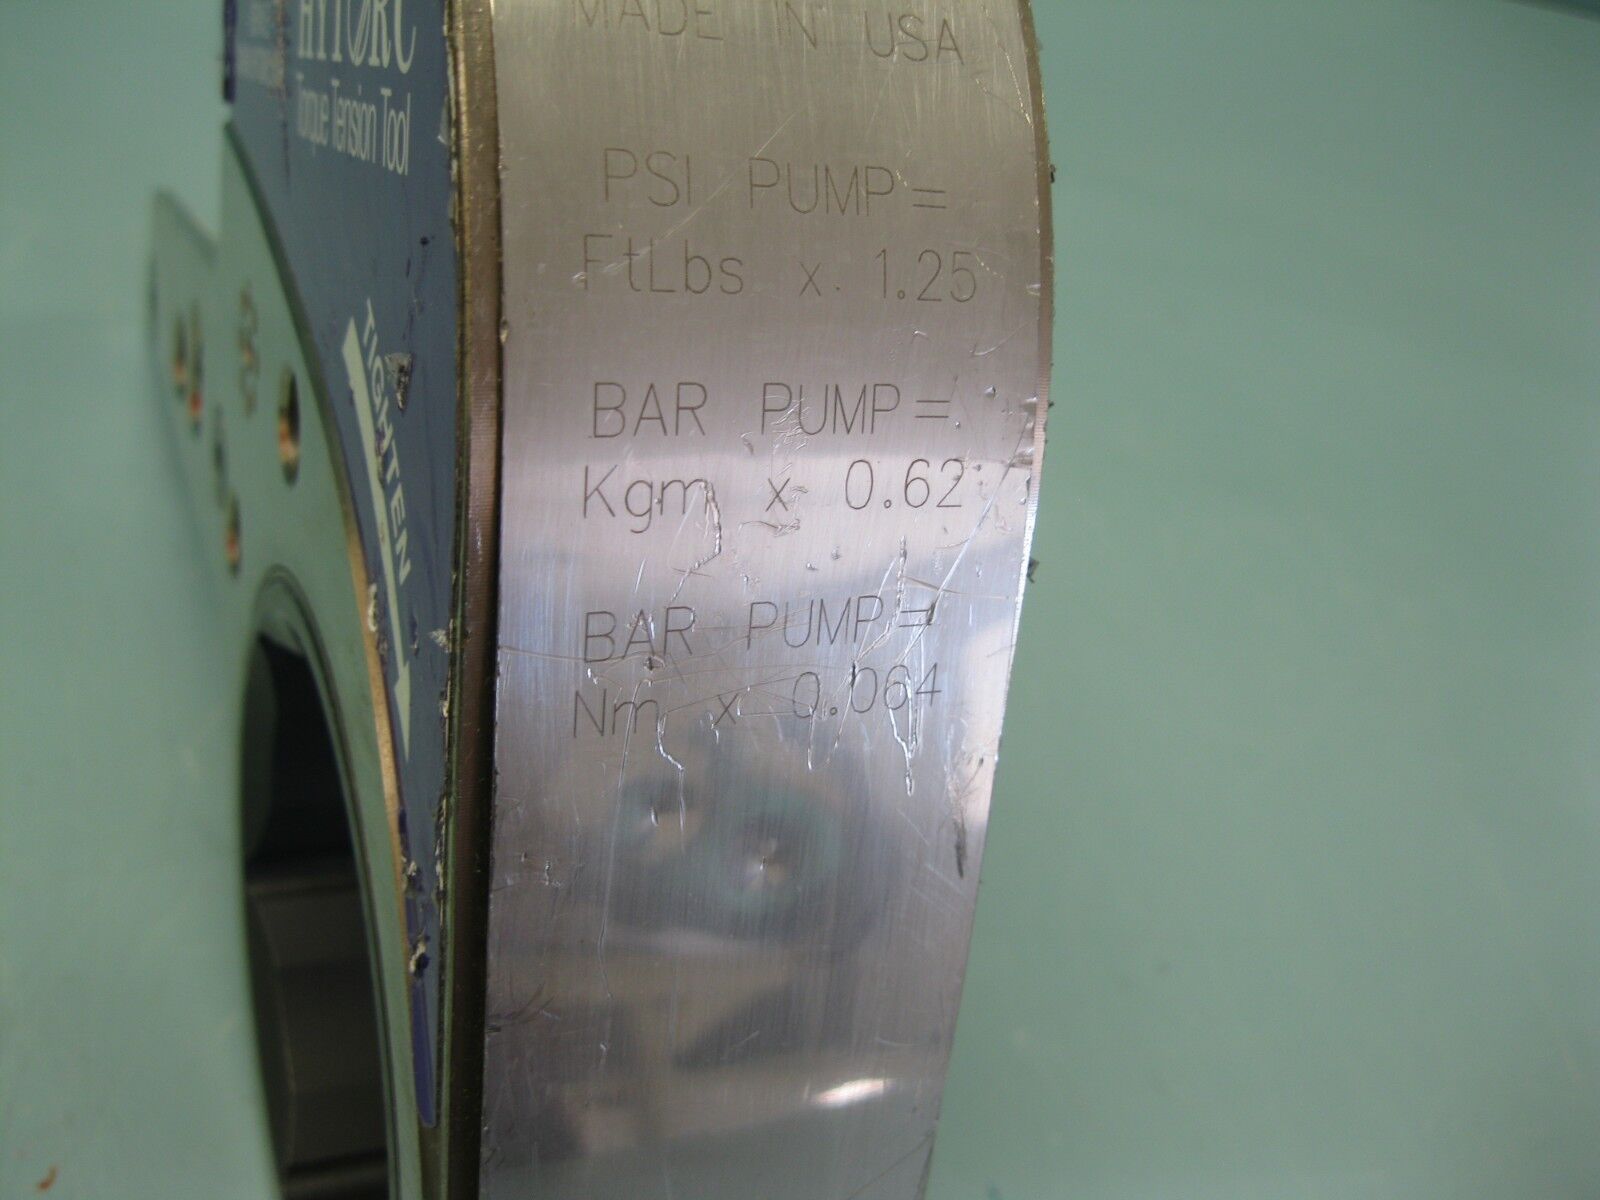 HYTORC
Torque Tension Tool
TIGHTEN
MADE IN USA
PSI PUMP=
FtLbs x 1.25
BAR PUMP=
Kgm x 0.62
BAR PUMP=
Nm x 0.064